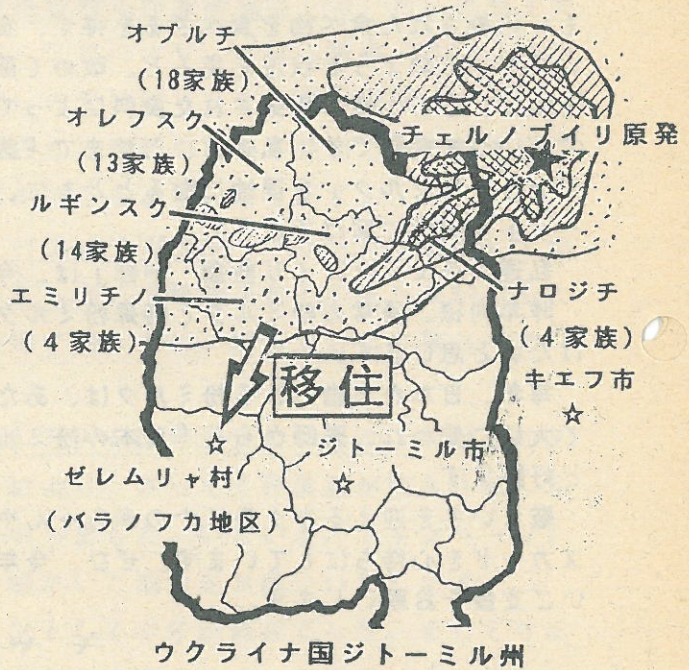 オブルチ
(18家族)
オレフスク
(13家族)
ルギンスク
(14家族)
エミリチノ
(4家族)
チェルノブイリ原発
ナロジチ
(4家族)
キエフ市
移住
ジトーミル市
ゼレムリャ村
(バラノフカ地区)
ウクライナ国ジトーミル州